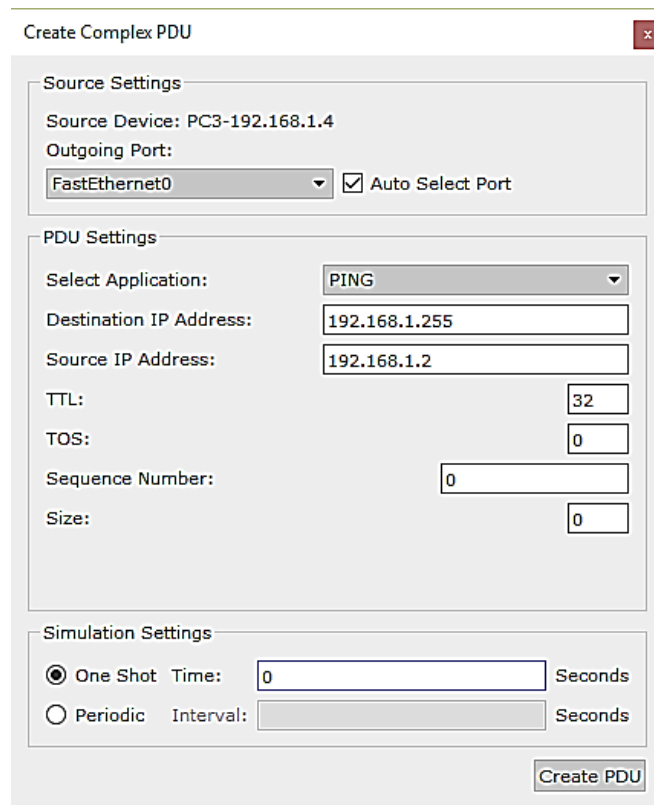 Create Complex PDU
x
Source Settings
Source Device: PC3-192.168.1.4
Outgoing Port:
FastEthernet0 Auto Select Port
PDU Settings
Select Application: PING
Destination IP Address: 192.168.1.255
Source IP Address: 192.168.1.2
TTL: 32
TOS: 0
Sequence Number: 0
Size: 0
Simulation Settings
One Shot Time: 0 Seconds
Periodic Interval: Seconds
Create PDU